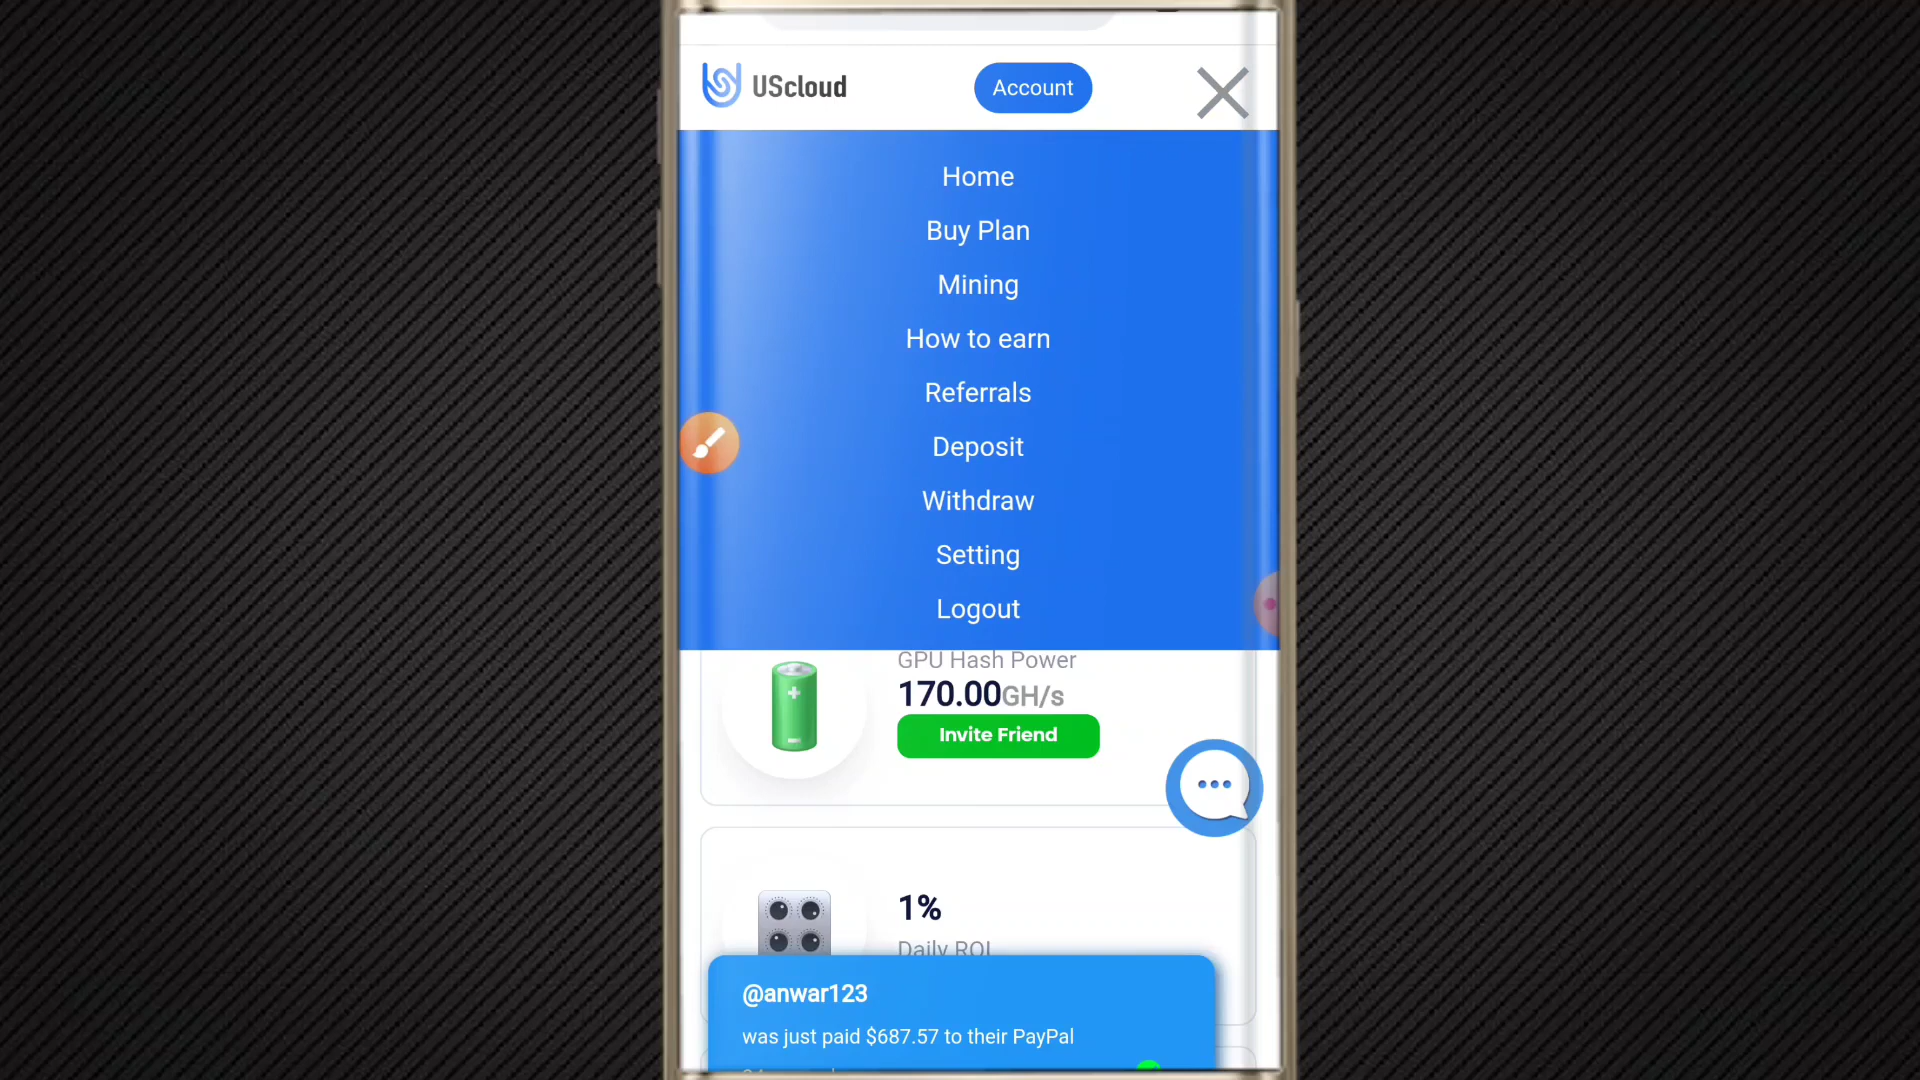 UScloud
Account
Home
Buy Plan
Mining
How to earn
Referrals
Deposit
Withdraw
Setting
Logout
GPU Hash Power
170.00GH/s
Invite Friend
1%
Daily ROI
@anwar123
was just paid $687.57 to their PayPal